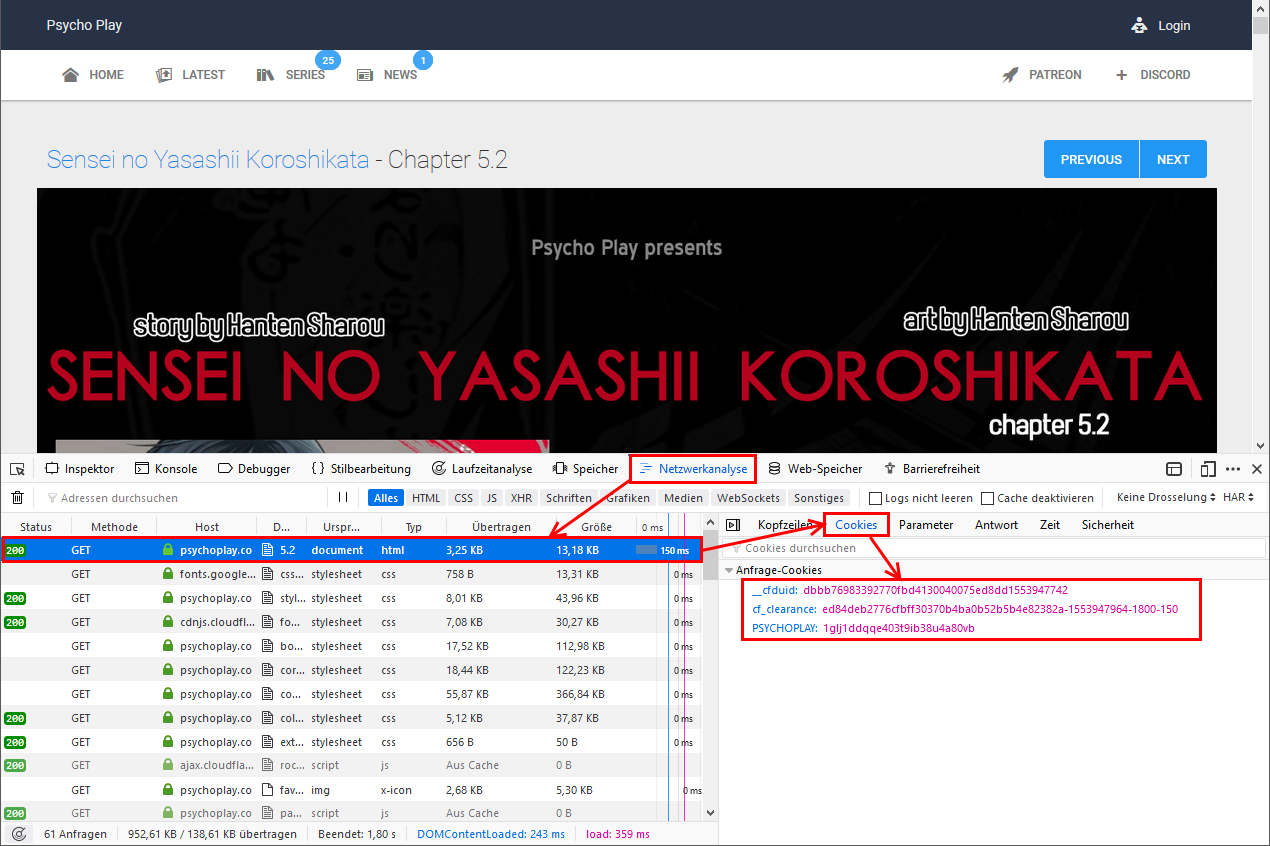 Psycho Play
Login
HOME
LATEST
SERIES
25
NEWS
1
PATREON
+ DISCORD
Sensei no Yasashii Koroshikata - Chapter 5.2
PREVIOUS
NEXT
Psycho Play presents
story by Hanten Sharou
art by Hanten Sharou
SENSEI NO YASASHII KOROSHIKATA
chapter 5.2
Inspektor
Konsole
Debugger
{} Stilbearbeitung
Laufzeitanalyse
Speicher
Netzwerkanalyse
Web-Speicher
Barrierefreiheit
Adressen durchsuchen
Alles HTML CSS JS XHR Schriften Grafiken Medien WebSockets Sonstiges
Logs nicht leeren
Cache deaktivieren
Keine Drosselung
HAR
Status Methode Host D... Urspr... Typ Übertragen Größe 0 ms
200 GET psychoplay.co 5.2 document html 3,25 KB 13,18 KB 150 ms
GET fonts.google... css... stylesheet css 758 B 13,31 KB 0 ms
200 GET psychoplay.co styl... stylesheet css 8,01 KB 43,96 KB 0 ms
200 GET cdnjs.cloudfl... fo... stylesheet css 7,08 KB 30,27 KB 0 ms
GET psychoplay.co bo... stylesheet css 17,52 KB 112,98 KB 0 ms
GET psychoplay.co cor... stylesheet css 18,44 KB 122,23 KB 0 ms
GET psychoplay.co co... stylesheet css 55,87 KB 366,84 KB 0 ms
200 GET psychoplay.co col... stylesheet css 5,12 KB 37,87 KB 0 ms
200 GET psychoplay.co ext... stylesheet css 656 B 50 B 0 ms
200 GET ajax.cloudfla... roc... script js Aus Cache 0 B
GET psychoplay.co fav... img x-icon 2,68 KB 5,30 KB 0 ms
200 GET psychoplay.co pa... script js Aus Cache 0 B
61 Anfragen
952,61 KB / 138,61 KB übertragen
Beendet: 1,80 s
DOMContentLoaded: 243 ms
load: 359 ms
Kopfzeilen Cookies Parameter Antwort Zeit Sicherheit
Cookies durchsuchen
Anfrage-Cookies
__cfduid: dbbb76983392770fbd4130040075ed8dd1553947742
cf_clearance: ed84deb2776cfbff30370b4ba0b52b5b4e82382a-1553947964-1800-150
PSYCHOPLAY: 1glj1ddqqe403t9ib38u4a80vb